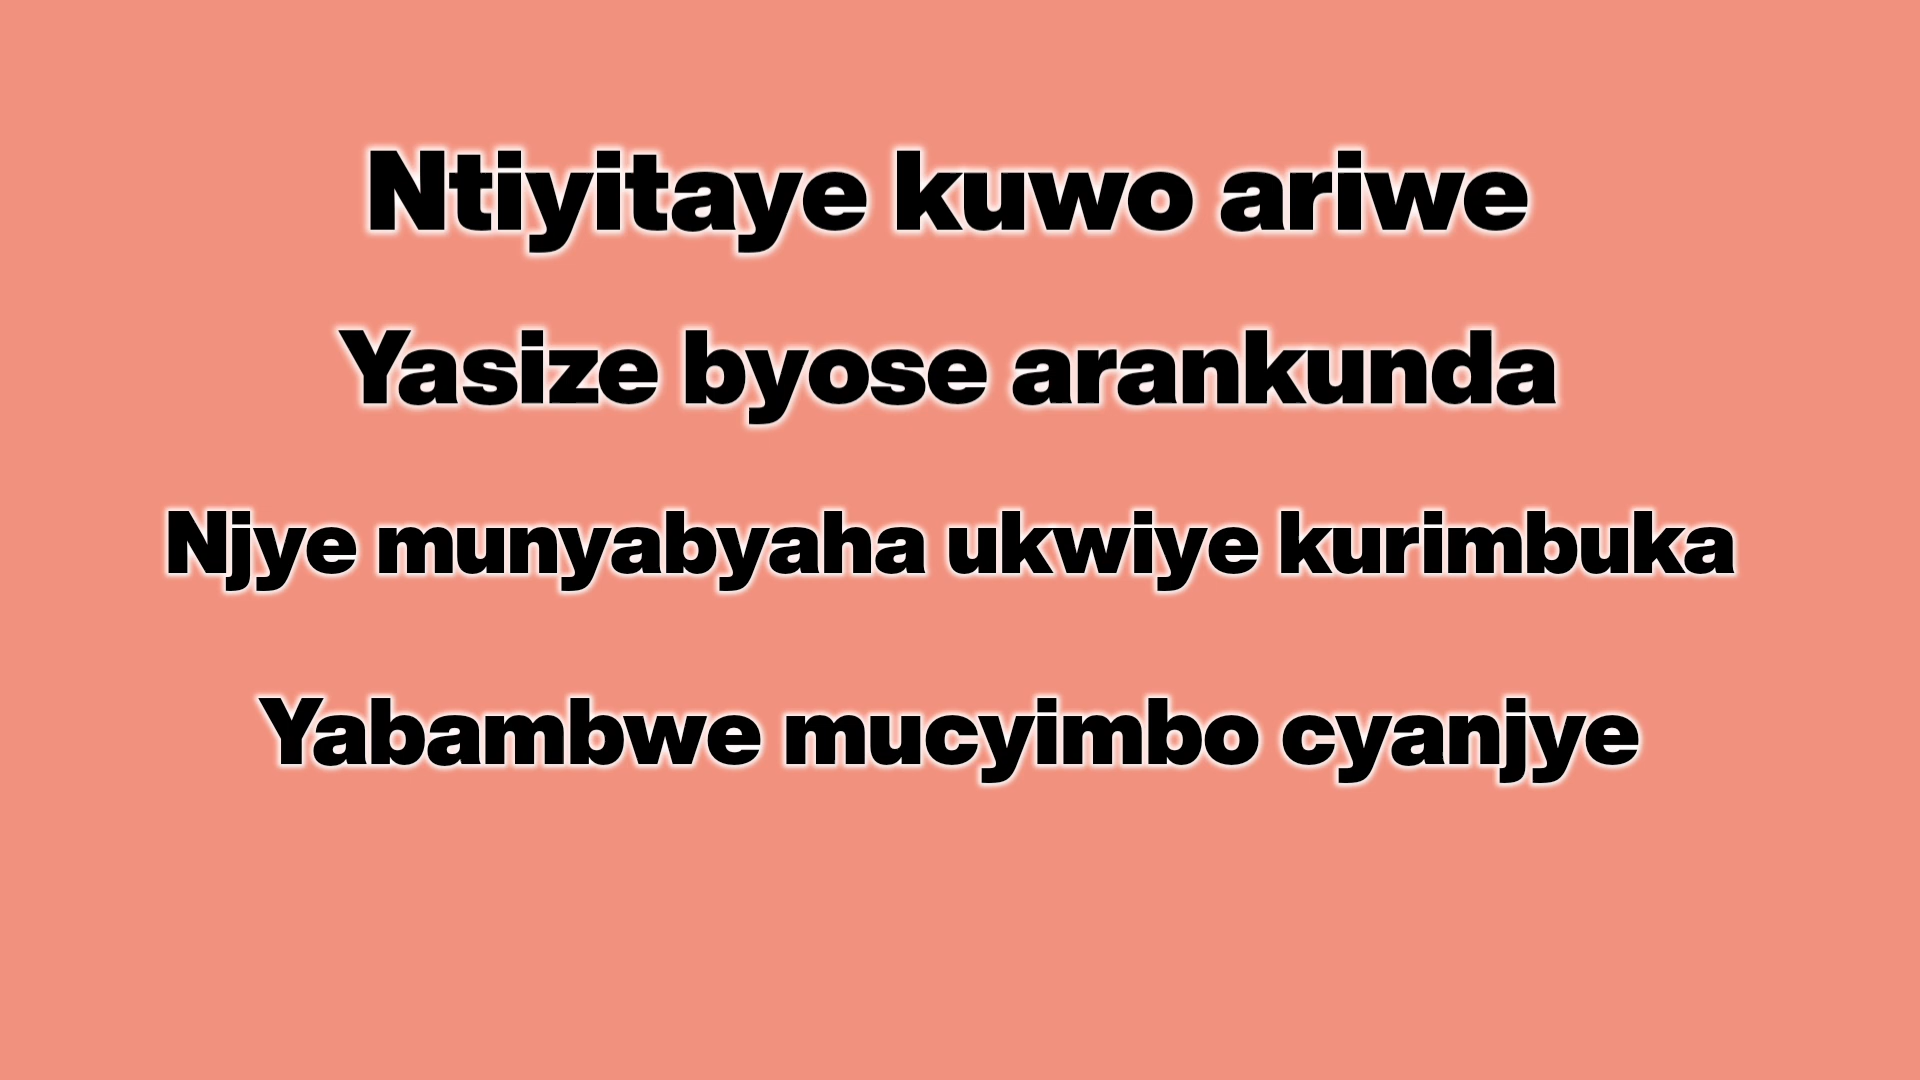 Ntiyitaye kuwo ariwe
Yasize byose arankunda
Njye munyabyaha ukwiye kurimbuka
Yabambwe mucyimbo cyanjye